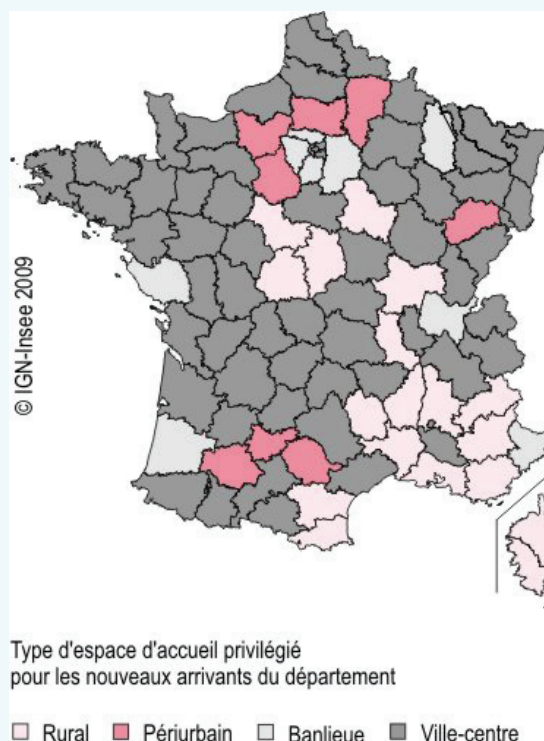 © IGN-Insee 2009
Type d'espace d'accueil privilégié
pour les nouveaux arrivants du département
Rural Périurbain Banlieue Ville-centre